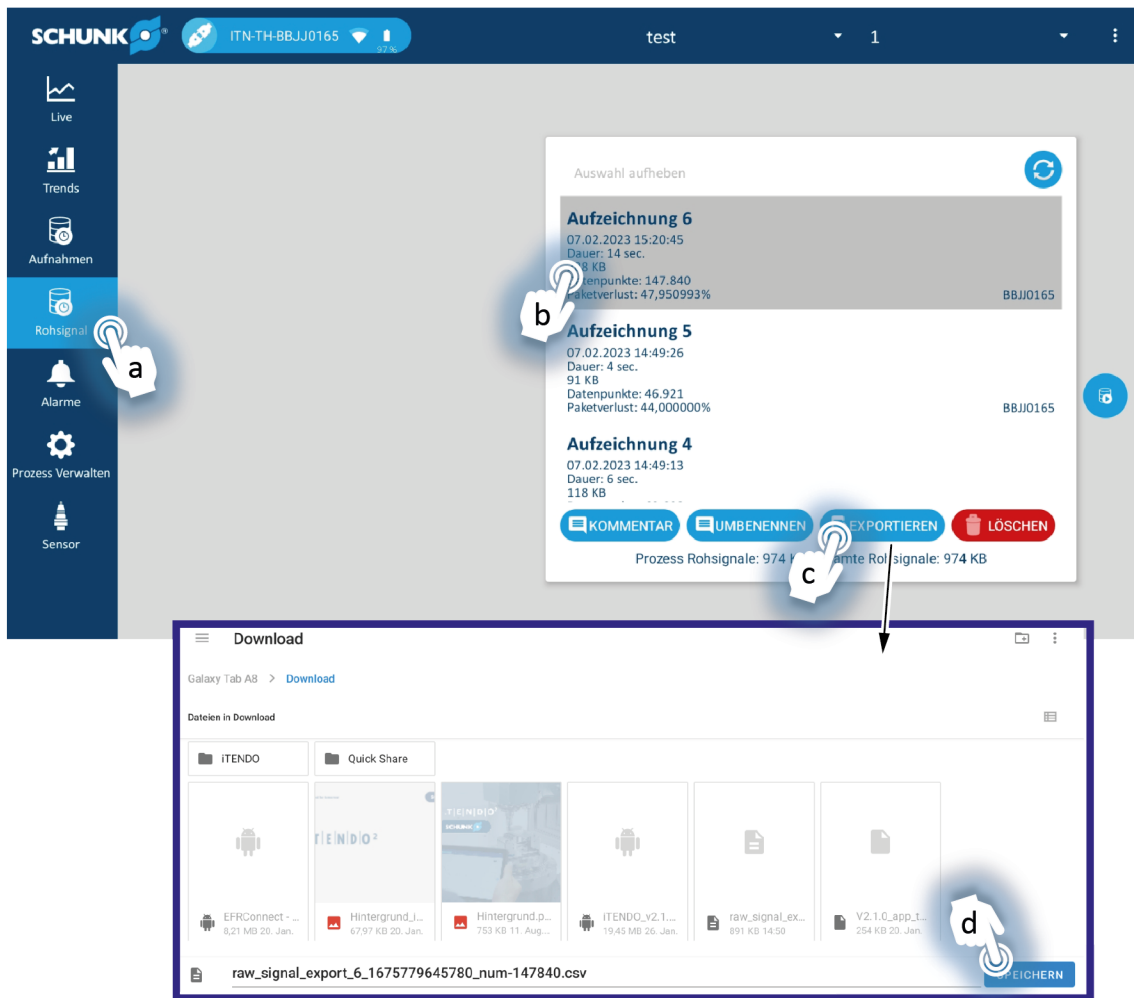 SCHUNK
ITN-TH-BBJJ0165
97 %
test
1
Live
Trends
Aufnahmen
Rohsignal
Alarme
Prozess Verwalten
Sensor
a
Auswahl aufheben
Aufzeichnung 6
07.02.2023 15:20:45
Dauer: 14 sec.
KB
147.840
Paketverlust: 47,950993%
BBJJ0165
b
Aufzeichnung 5
07.02.2023 14:49:26
Dauer: 4 sec.
91 KB
Datenpunkte: 46.921
Paketverlust: 44,000000%
BBJJ0165
Aufzeichnung 4
07.02.2023 14:49:13
Dauer: 6 sec.
118 KB
KOMMENTAR UMBENENNEN EXPORTIEREN LÖSCHEN
Prozess Rohsignale: 974 Rohsignale: 974 KB
c
Download
Galaxy Tab A8 > Download
Dateien in Download
iTENDO Quick Share
T|E|N|D|O²
T|E|N|D|O²
SCHUNK
EFRConnect - ...
8,21 MB 20. Jan.
Hintergrund_i...
67,97 KB 20. Jan.
Hintergrund.p...
753 KB 11. Aug...
iTENDO_v2.1....
19,45 MB 26. Jan.
raw_signal_ex...
891 KB 14:50
V2.1.0_app_t...
254 KB 20. Jan.
d
raw_signal_export_6_1675779645780_num-147840.csv
SPEICHERN